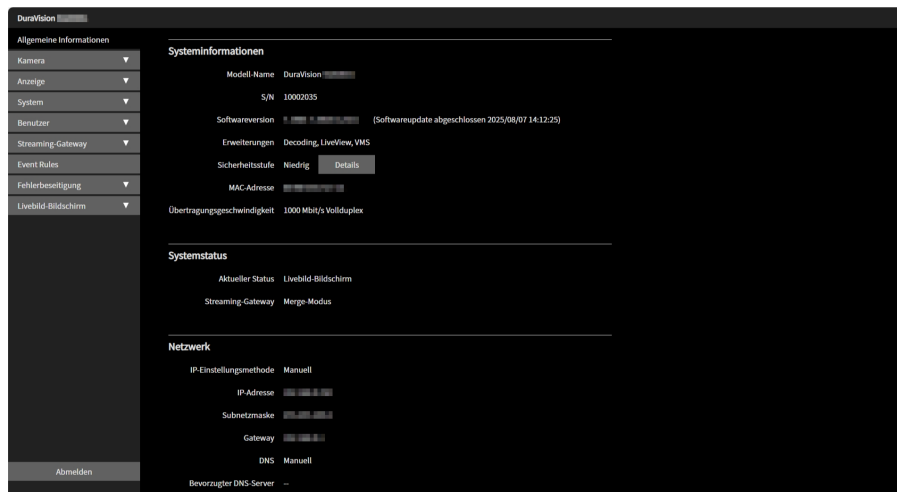 DuraVision
Allgemeine Informationen
Kamera
Anzeige
System
Benutzer
Streaming-Gateway
Event Rules
Fehlerbeseitigung
Livebild-Bildschirm
Abmelden
Systeminformationen
Modell-Name DuraVision
S/N 10002035
Softwareversion (Softwareupdate abgeschlossen 2025/08/07 14:12:25)
Erweiterungen Decoding, LiveView, VMS
Sicherheitsstufe Niedrig Details
MAC-Adresse
Übertragungsgeschwindigkeit 1000 Mbit/s Vollduplex
Systemstatus
Aktueller Status Livebild-Bildschirm
Streaming-Gateway Merge-Modus
Netzwerk
IP-Einstellungsmethode Manuell
IP-Adresse
Subnetzmaske
Gateway
DNS Manuell
Bevorzugter DNS-Server --